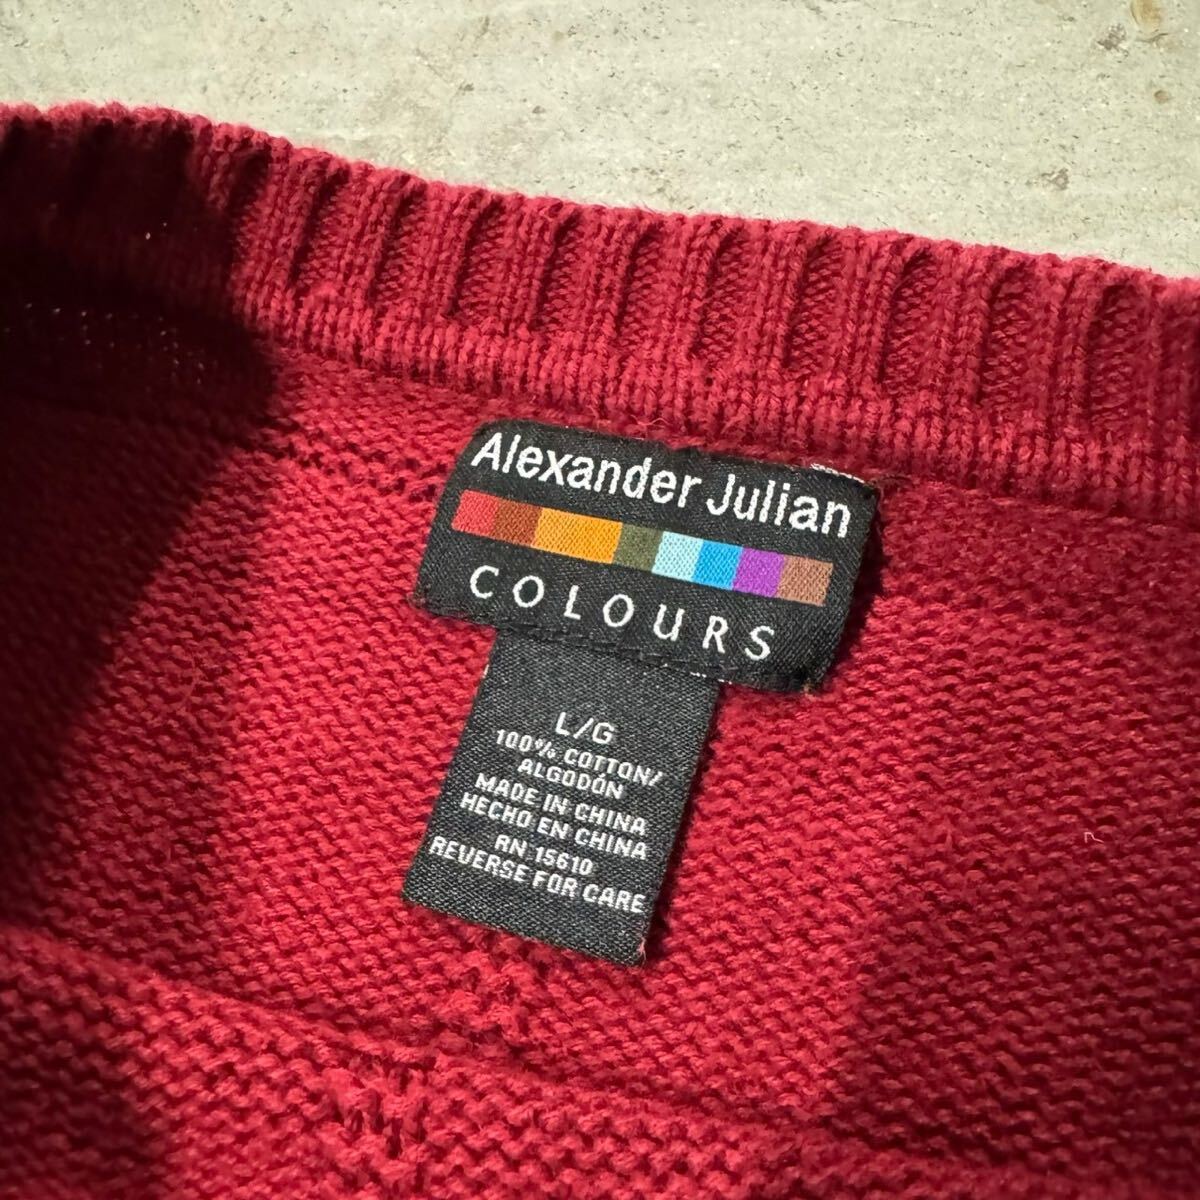 Alexander Julian
COLOURS
L/G
100% COTTON/
ALGODÓN
MADE IN CHINA
HECHO EN CHINA
RN 15610
REVERSE FOR CARE